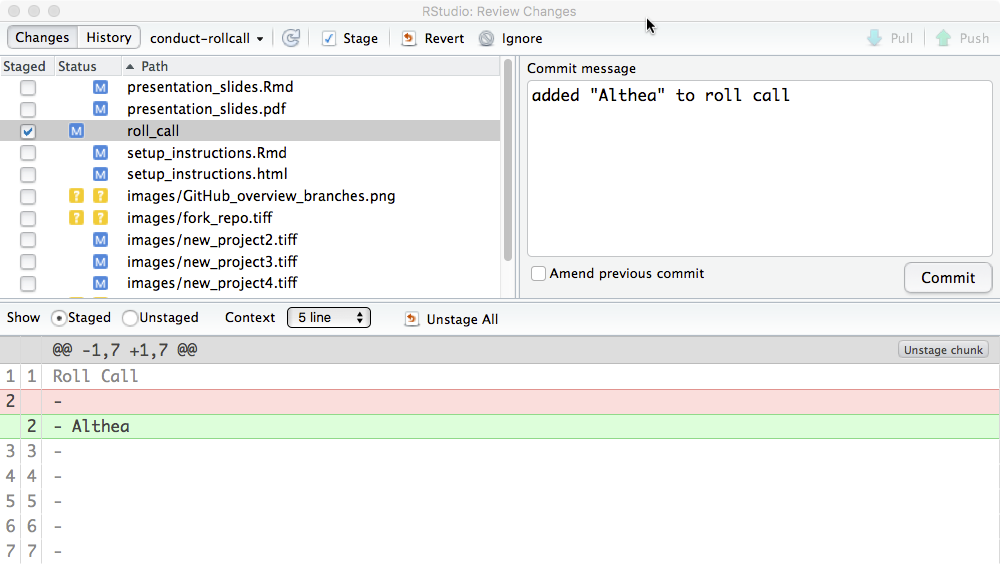 RStudio: Review Changes
Changes History conduct-rollcall Stage Revert Ignore Pull Push
Staged Status Path
M presentation_slides.Rmd
M presentation_slides.pdf
M roll_call
M setup_instructions.Rmd
M setup_instructions.html
? ? images/GitHub_overview_branches.png
? ? images/fork_repo.tiff
M images/new_project2.tiff
M images/new_project3.tiff
M images/new_project4.tiff
Commit message
added "Althea" to roll call
Amend previous commit
Commit
Show Staged Unstaged Context 5 line Unstage All
@@ -1,7 +1,7 @@ Unstage chunk
1 1 Roll Call
2 -
2 - Althea
3 3 -
4 4 -
5 5 -
6 6 -
7 7 -